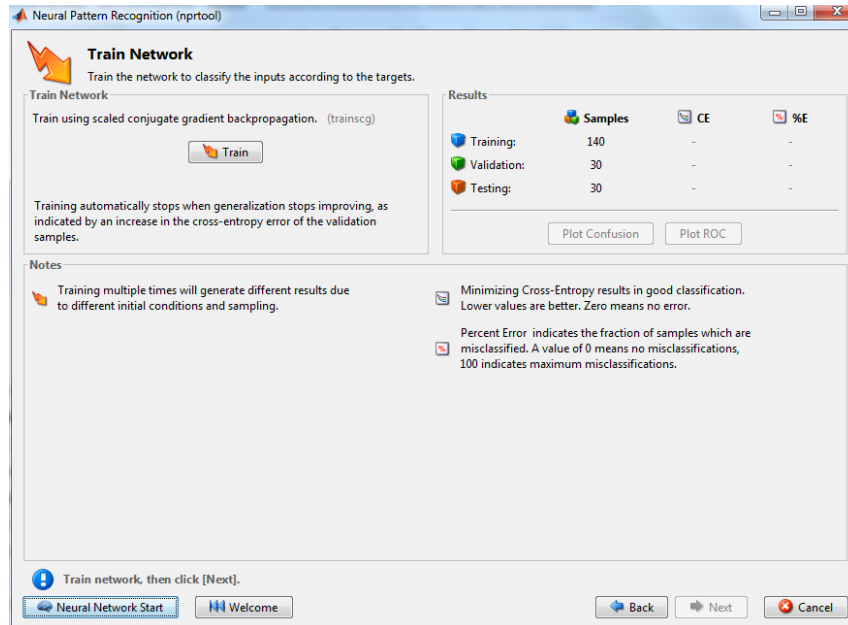 Neural Pattern Recognition (nprtool)
Train Network
Train the network to classify the inputs according to the targets.
Train Network
Train using scaled conjugate gradient backpropagation. (trainscg)
Train
Training automatically stops when generalization stops improving, as
indicated by an increase in the cross-entropy error of the validation
samples.
Results
Samples CE %E
Training: 140 - -
Validation: 30 - -
Testing: 30 - -
Plot Confusion Plot ROC
Notes
Training multiple times will generate different results due
to different initial conditions and sampling.
Minimizing Cross-Entropy results in good classification.
Lower values are better. Zero means no error.
Percent Error indicates the fraction of samples which are
misclassified. A value of 0 means no misclassifications,
100 indicates maximum misclassifications.
Train network, then click [Next].
Neural Network Start Welcome Back Next Cancel